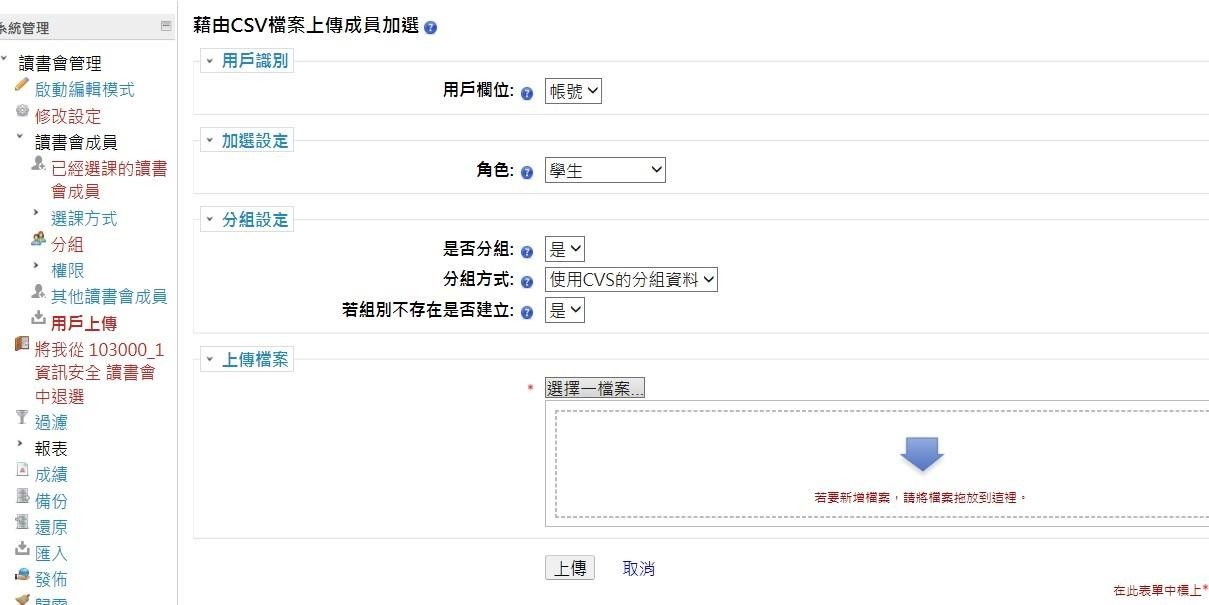 系統管理
讀書會管理
啟動編輯模式
修改設定
讀書會成員
已經選課的讀書
會成員
選課方式
分組
權限
其他讀書會成員
用戶上傳
將我從 103000_1
資訊安全 讀書會
中退選
過濾
報表
成績
備份
還原
匯入
發佈
藉由CSV檔案上傳成員加選
用戶識別
用戶欄位: 帳號
加選設定
角色: 學生
分組設定
是否分組: 是
分組方式: 使用CVS的分組資料
若組別不存在是否建立: 是
上傳檔案
* 選擇一檔案...
若要新增檔案，請將檔案拖放到這裡。
上傳 取消
在此表單中標上*